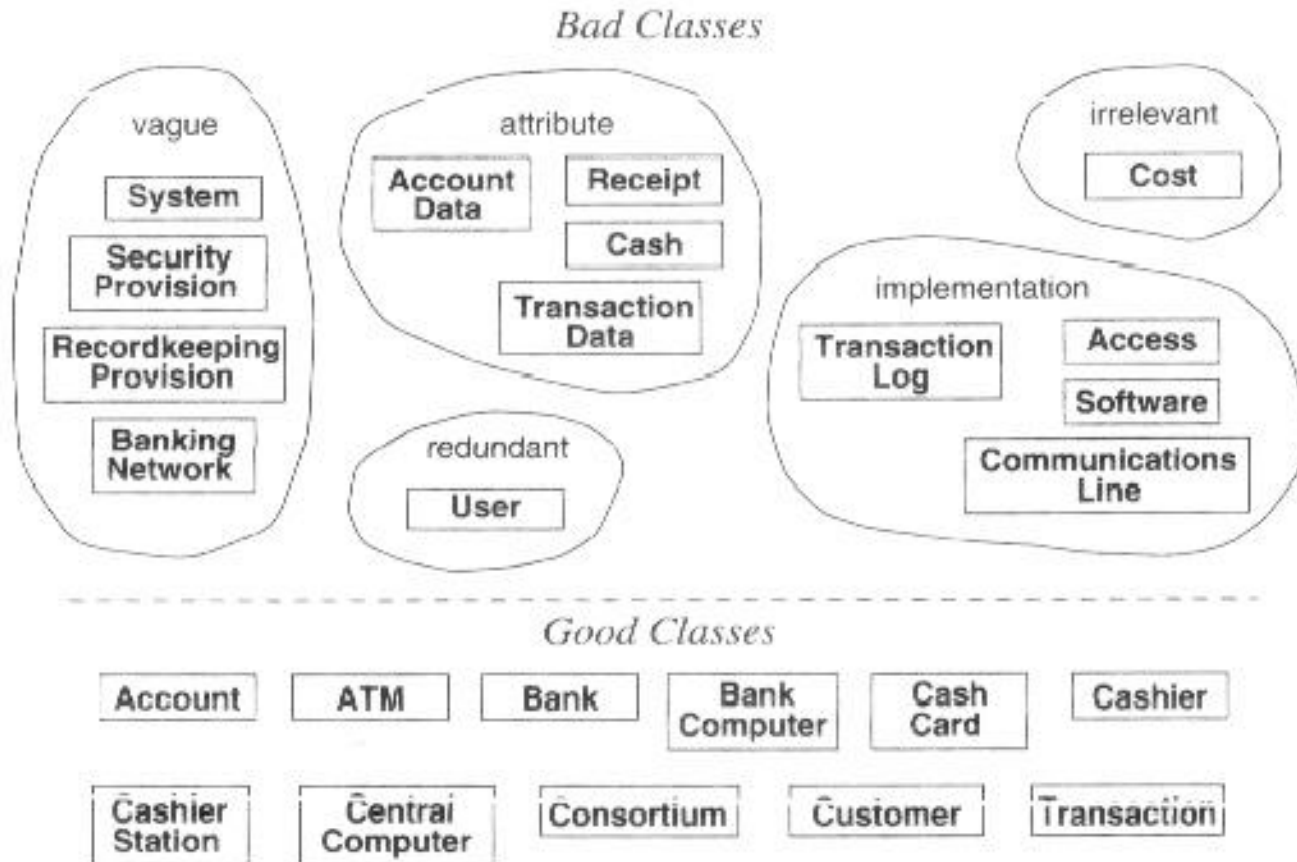 Bad Classes
vague
System
Security
Provision
Recordkeeping
Provision
Banking
Network
attribute
Account
Data
Receipt
Cash
Transaction
Data
irrelevant
Cost
implementation
Transaction
Log
Access
Software
Communications
Line
redundant
User
Good Classes
Account
ATM
Bank
Bank
Computer
Cash
Card
Cashier
Cashier
Station
Central
Computer
Consortium
Customer
Transaction